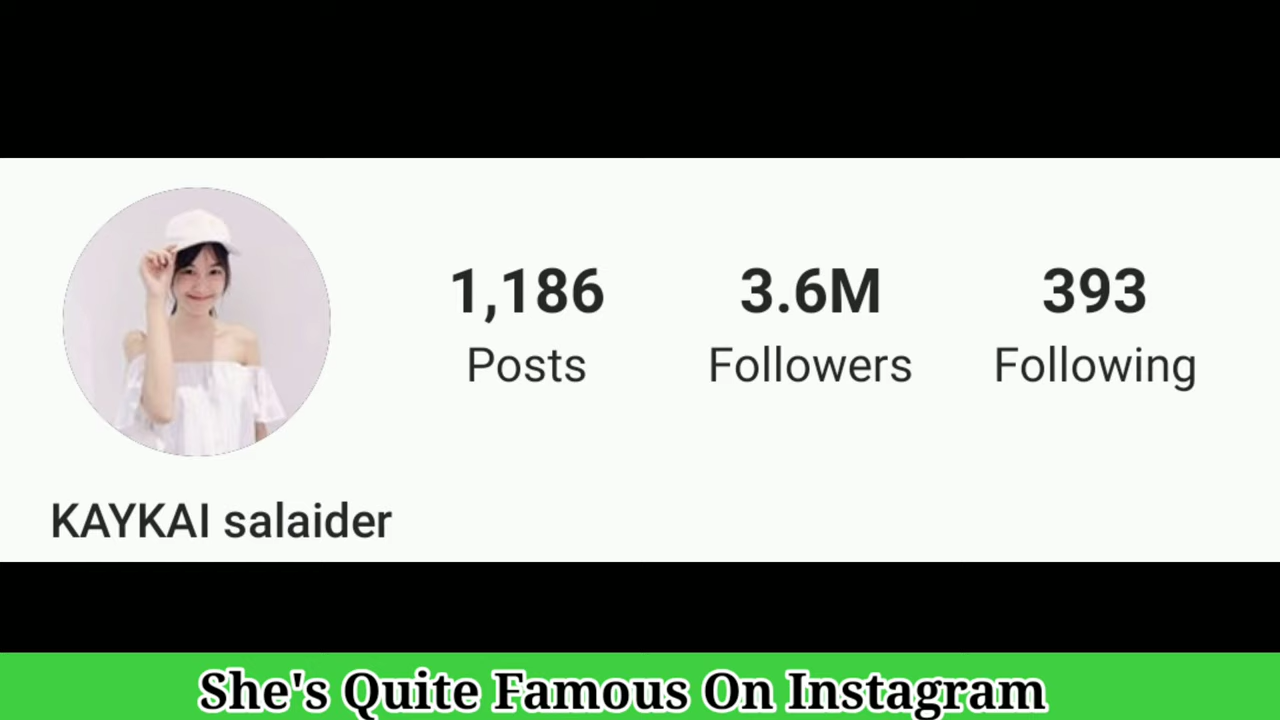 1,186 3.6M 393
Posts Followers Following
KAYKAI salaider
She's Quite Famous On Instagram